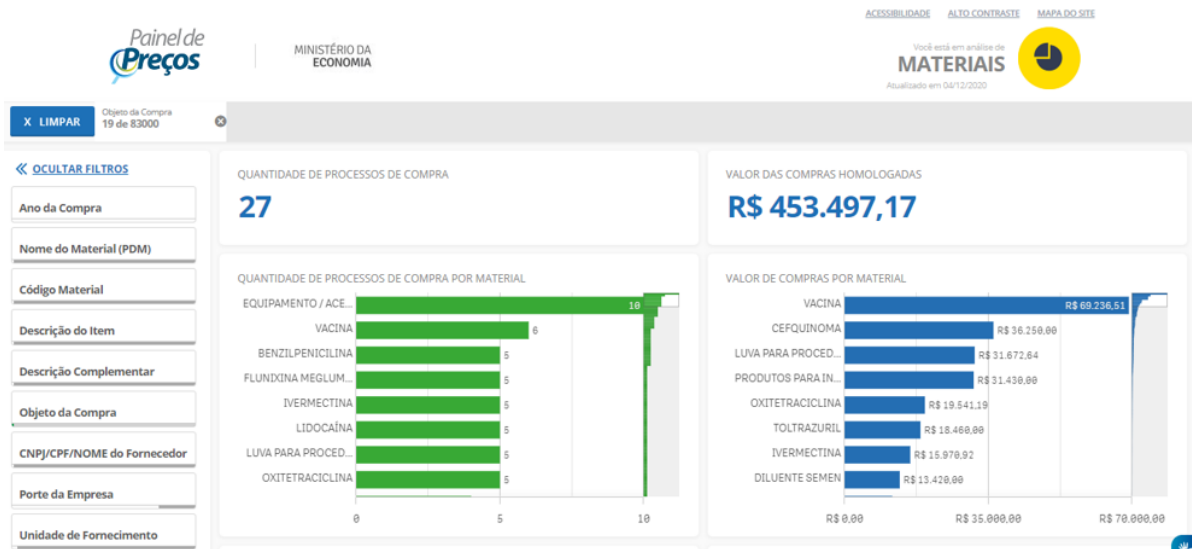 ACESSIBILIDADE ALTO CONTRASTE MAPA DO SITE
Painel de
Preços
MINISTÉRIO DA
ECONOMIA
Você está em análise de
MATERIAIS
Atualizado em 04/12/2020
X LIMPAR
Objeto da Compra
19 de 83000
OCULTAR FILTROS
Ano da Compra
Nome do Material (PDM)
Código Material
Descrição do Item
Descrição Complementar
Objeto da Compra
CNPJ/CPF/NOME do Fornecedor
Porte da Empresa
Unidade de Fornecimento
QUANTIDADE DE PROCESSOS DE COMPRA
27
VALOR DAS COMPRAS HOMOLOGADAS
R$ 453.497,17
QUANTIDADE DE PROCESSOS DE COMPRA POR MATERIAL
EQUIPAMENTO / ACE... 10
VACINA 6
BENZILPENICILINA 5
FLUNIXINA MEGLUM... 5
IVERMECTINA 5
LIDOCAÍNA 5
LUVA PARA PROCED... 5
OXITETRACICLINA 5
0 5 10
VALOR DE COMPRAS POR MATERIAL
VACINA R$ 69.236,51
CEFQUINOMA R$ 36.250,00
LUVA PARA PROCED... R$ 31.672,64
PRODUTOS PARA IN... R$ 31.430,00
OXITETRACICLINA R$ 19.541,19
TOLTRAZURIL R$ 18.460,00
IVERMECTINA R$ 15.970,92
DILUENTE SEMEN R$ 13.420,00
R$ 0,00 R$ 35.000,00 R$ 70.000,00